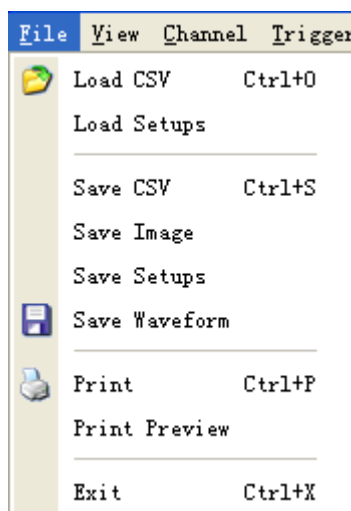 File View Channel Trigger
Load CSV Ctrl+O
Load Setups
Save CSV Ctrl+S
Save Image
Save Setups
Save Waveform
Print Ctrl+P
Print Preview
Exit Ctrl+X